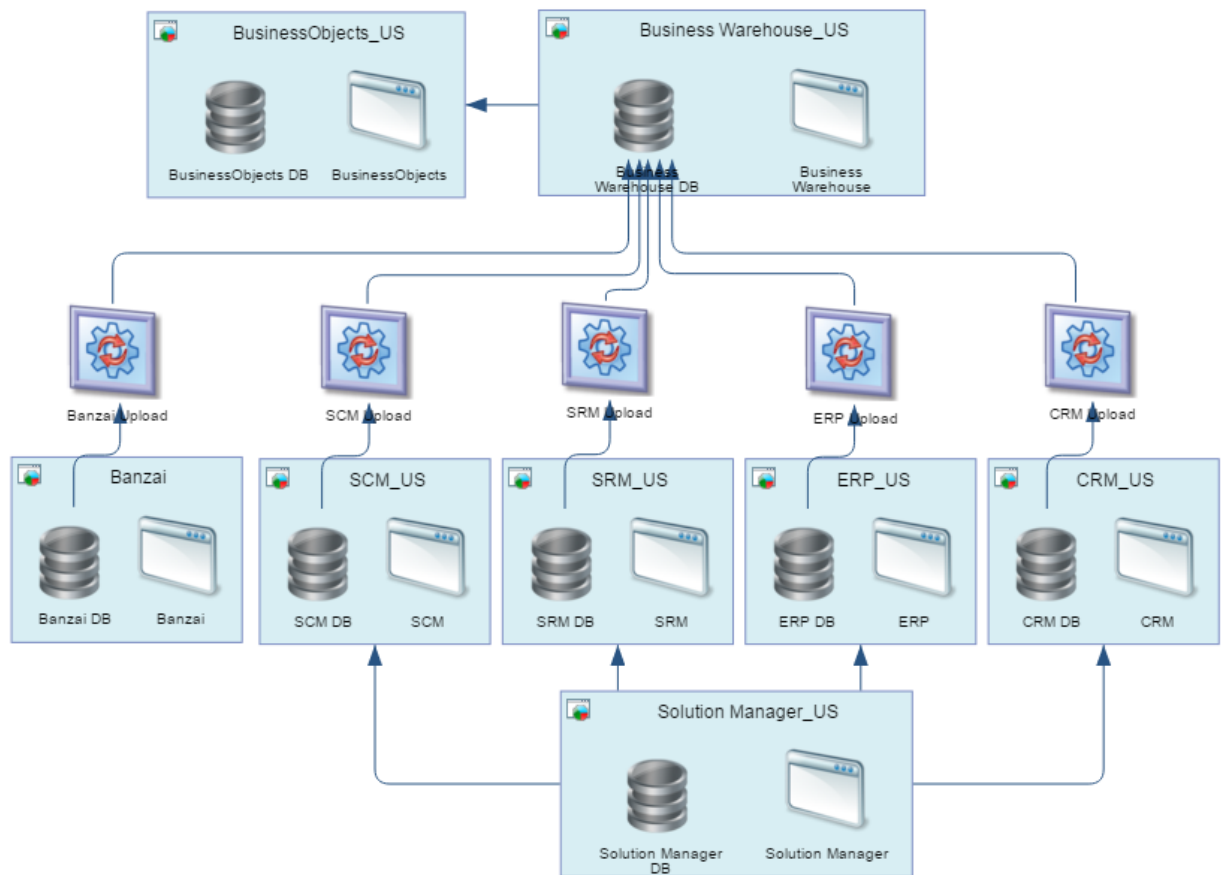 BusinessObjects_US
Business Warehouse_US
BusinessObjects DB
BusinessObjects
Business
Warehouse DB
Business
Warehouse
Banzai Upload
SCM Upload
SRM Upload
ERP Upload
CRM Upload
Banzai
SCM_US
SRM_US
ERP_US
CRM_US
Banzai DB
Banzai
SCM DB
SCM
SRM DB
SRM
ERP DB
ERP
CRM DB
CRM
Solution Manager_US
Solution Manager
DB
Solution Manager